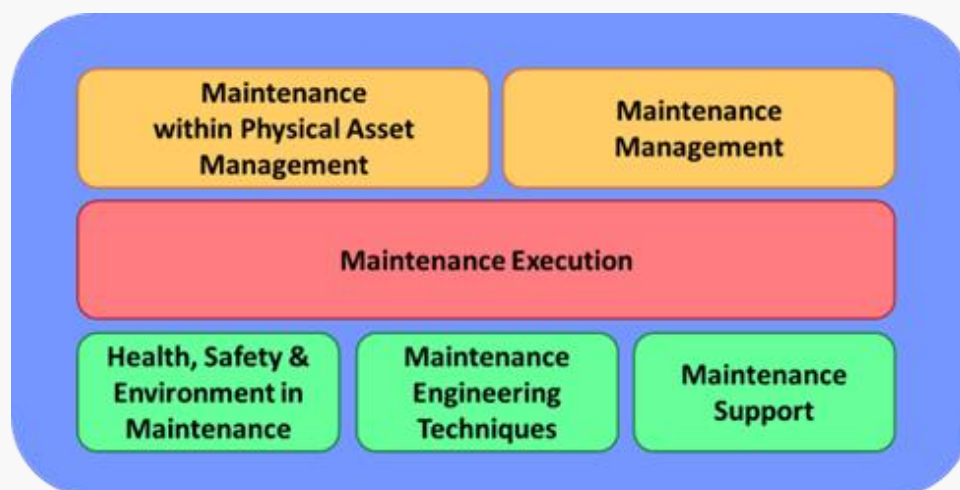 Maintenance
within Physical Asset
Management
Maintenance
Management
Maintenance Execution
Health, Safety &
Environment in
Maintenance
Maintenance
Engineering
Techniques
Maintenance
Support